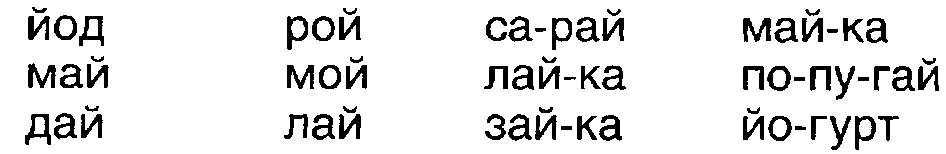 йод рой са-рай май-ка
май мой лай-ка по-пу-гай
дай лай зай-ка йо-гурт